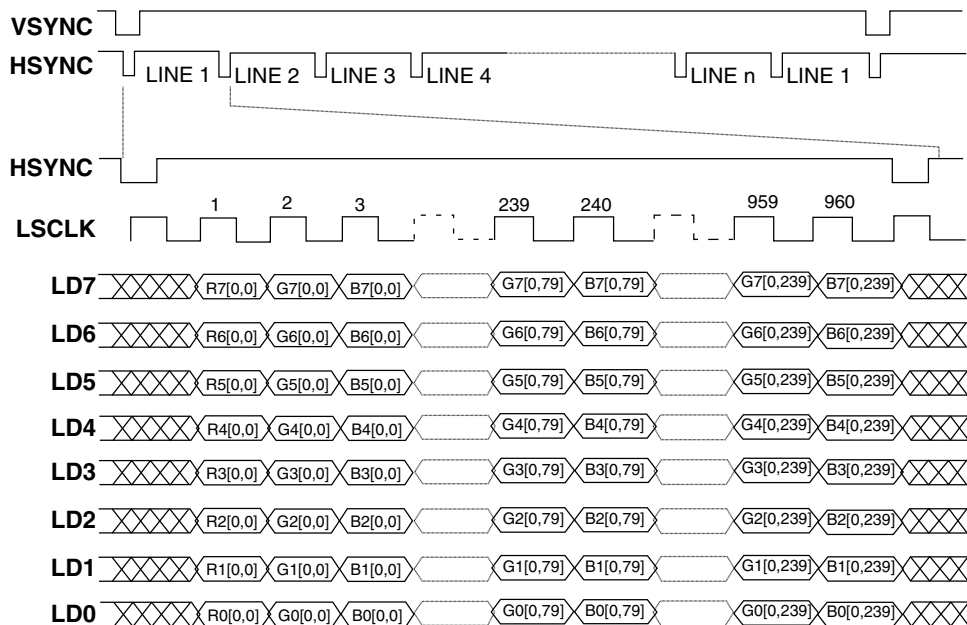 VSYNC
HSYNC LINE 1 LINE 2 LINE 3 LINE 4 LINE n LINE 1
HSYNC
1 2 3 239 240 959 960
LSCLK
LD7 R7[0,0] G7[0,0] B7[0,0] G7[0,79] B7[0,79] G7[0,239] B7[0,239]
LD6 R6[0,0] G6[0,0] B6[0,0] G6[0,79] B6[0,79] G6[0,239] B6[0,239]
LD5 R5[0,0] G5[0,0] B5[0,0] G5[0,79] B5[0,79] G5[0,239] B5[0,239]
LD4 R4[0,0] G4[0,0] B4[0,0] G4[0,79] B4[0,79] G4[0,239] B4[0,239]
LD3 R3[0,0] G3[0,0] B3[0,0] G3[0,79] B3[0,79] G3[0,239] B3[0,239]
LD2 R2[0,0] G2[0,0] B2[0,0] G2[0,79] B2[0,79] G2[0,239] B2[0,239]
LD1 R1[0,0] G1[0,0] B1[0,0] G1[0,79] B1[0,79] G1[0,239] B1[0,239]
LD0 R0[0,0] G0[0,0] B0[0,0] G0[0,79] B0[0,79] G0[0,239] B0[0,239]